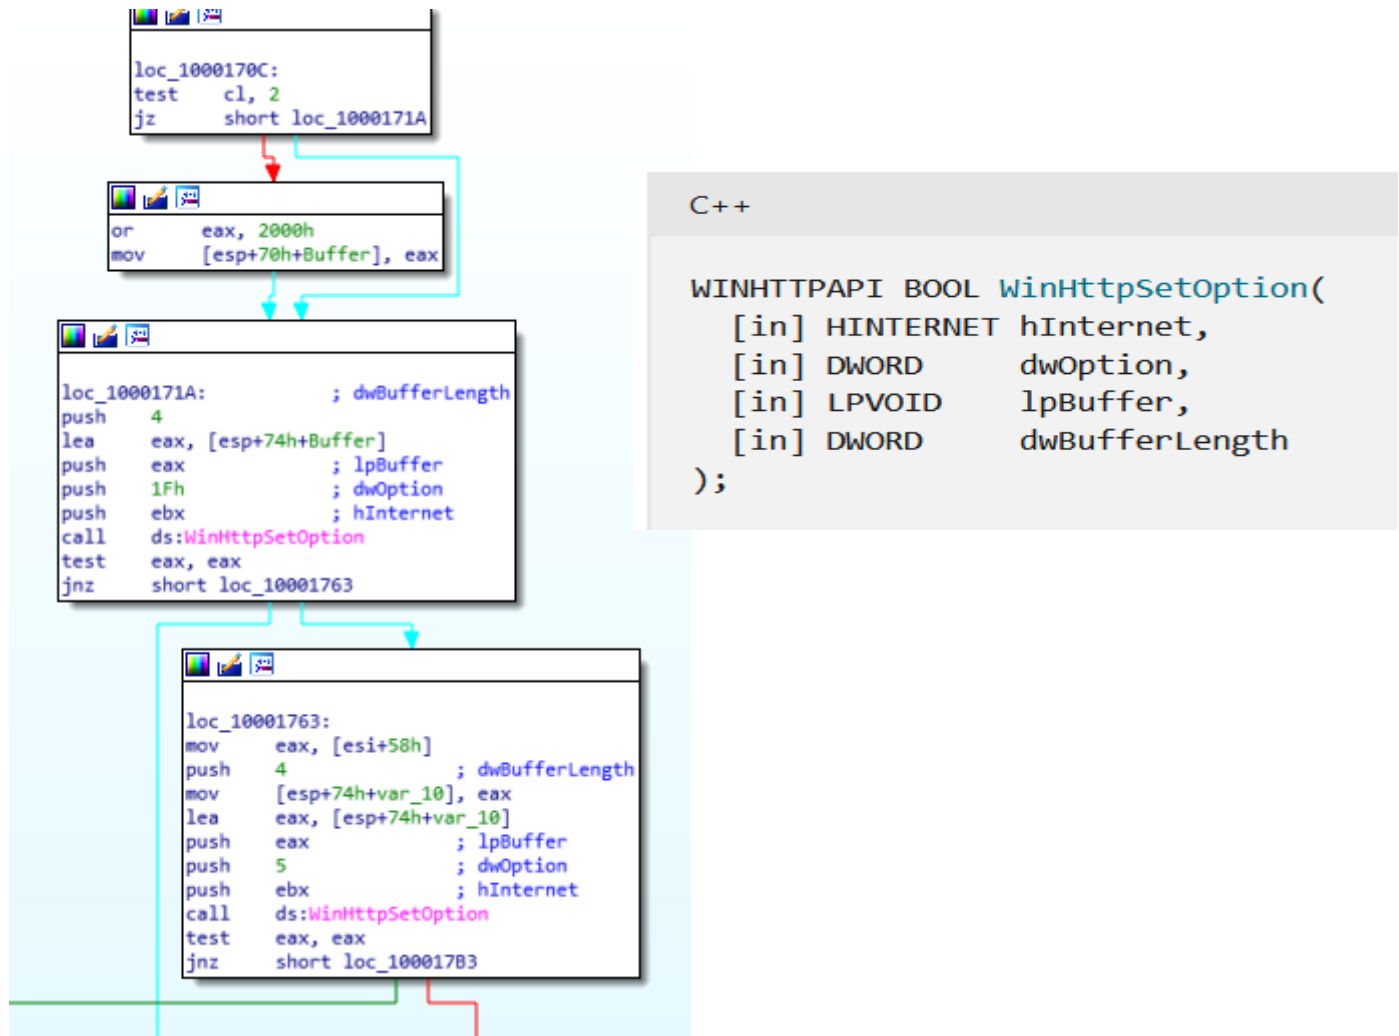 loc_1000170C:
test cl, 2
jz short loc_1000171A
or eax, 2000h
mov [esp+70h+Buffer], eax
loc_1000171A: ; dwBufferLength
push 4
lea eax, [esp+74h+Buffer]
push eax ; lpBuffer
push 1Fh ; dwOption
push ebx ; hInternet
call ds:WinHttpSetOption
test eax, eax
jnz short loc_10001763
loc_10001763:
mov eax, [esi+58h]
push 4 ; dwBufferLength
mov [esp+74h+var_10], eax
lea eax, [esp+74h+var_10]
push eax ; lpBuffer
push 5 ; dwOption
push ebx ; hInternet
call ds:WinHttpSetOption
test eax, eax
jnz short loc_100017B3
C++
WINHTTPAPI BOOL WinHttpSetOption(
[in] HINTERNET hInternet,
[in] DWORD dwOption,
[in] LPVOID lpBuffer,
[in] DWORD dwBufferLength
);